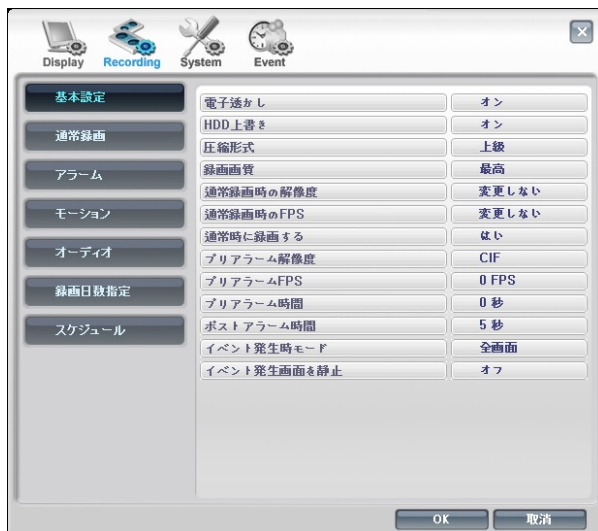 Display Recording System Event
基本設定
通常録画
アラーム
モーション
オーディオ
録画日数指定
スケジュール
電子透かし オン
HDD上書き オン
圧縮形式 上級
録画画質 最高
通常録画時の解像度 変更しない
通常録画時のFPS 変更しない
通常時に録画する はい
プリアラーム解像度 CIF
プリアラームFPS 0 FPS
プリアラーム時間 0 秒
ポストアラーム時間 5 秒
イベント発生時モード 全画面
イベント発生画面を静止 オフ
OK 取消